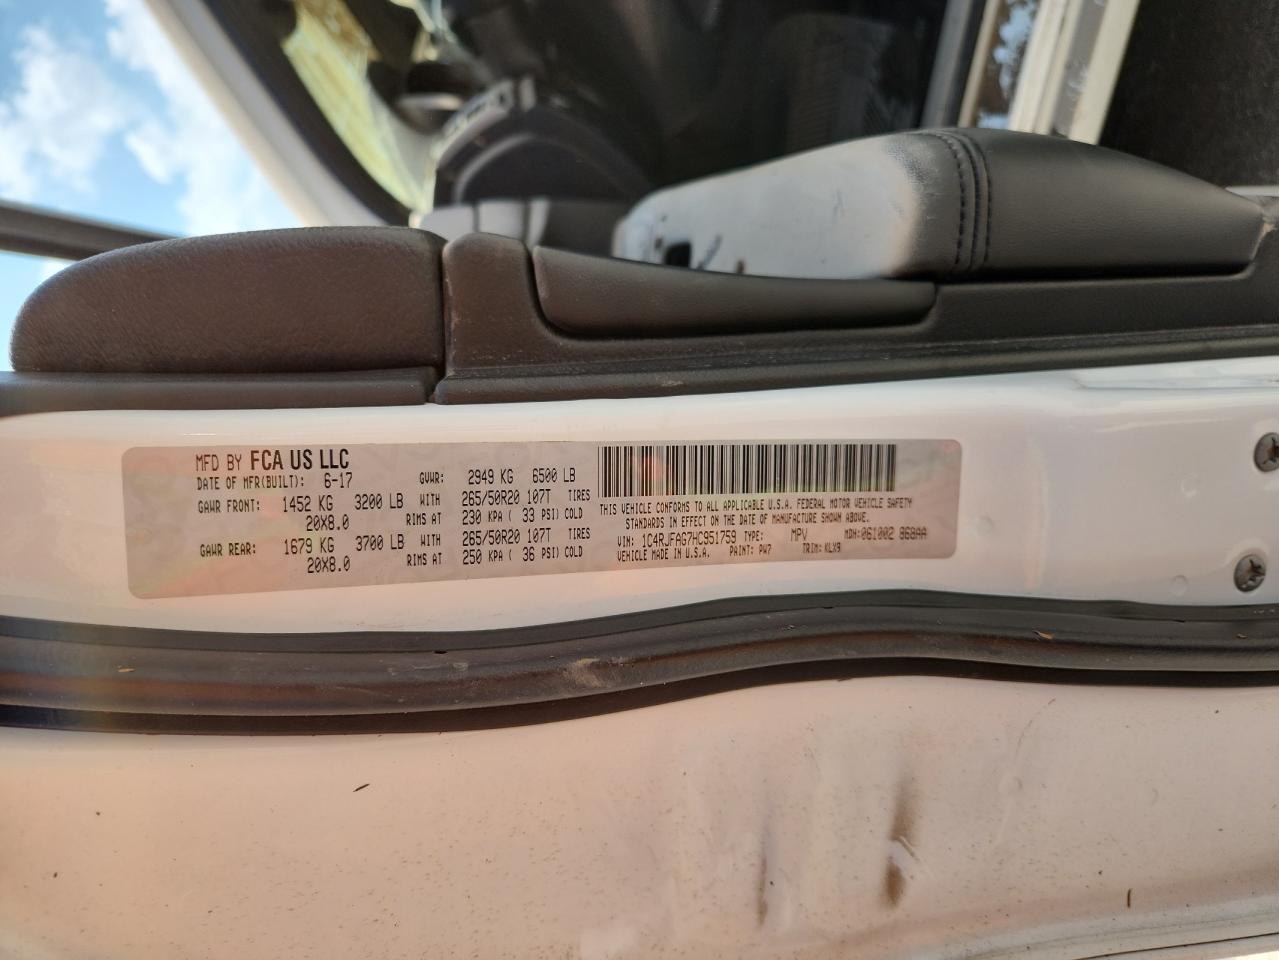 MFD BY FCA US LLC
DATE OF MFR(BUILT): 6-17 GVWR: 2949 KG 6500 LB
GAWR FRONT: 1452 KG 3200 LB WITH 265/50R20 107T TIRES
20X8.0 RIMS AT 230 KPA ( 33 PSI) COLD
GAWR REAR: 1679 KG 3700 LB WITH 265/50R20 107T TIRES
20X8.0 RIMS AT 250 KPA ( 36 PSI) COLD
THIS VEHICLE CONFORMS TO ALL APPLICABLE U.S.A. FEDERAL MOTOR VEHICLE SAFETY
STANDARDS IN EFFECT ON THE DATE OF MANUFACTURE SHOWN ABOVE.
VIN: 1C4RJFAG7HC951759 TYPE: MPV MDH:061002 868AA
VEHICLE MADE IN U.S.A. PAINT: PW7 TRIM: KLX9